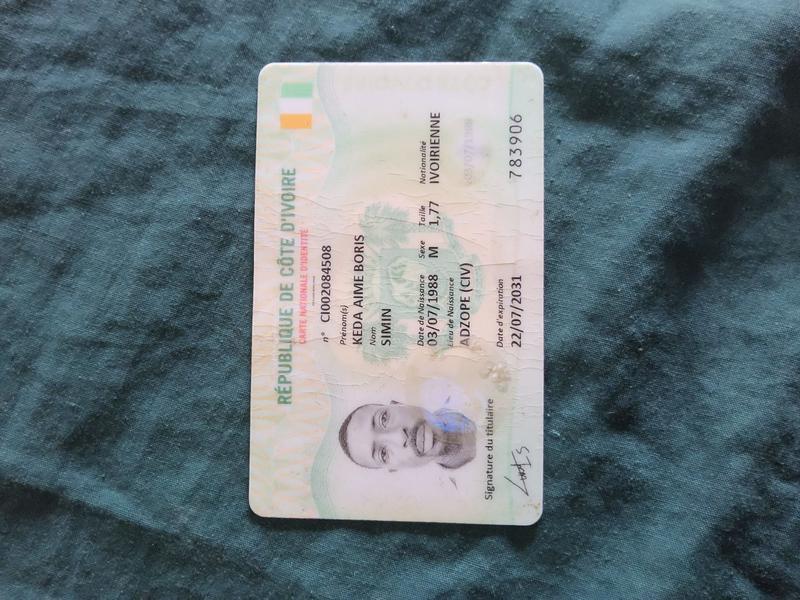 RÉPUBLIQUE DE CÔTE D'IVOIRE
CARTE NATIONALE D'IDENTITÉ
n° CI002084508
Prénom(s)
KEDA AIME BORIS
Nom
SIMIN
Date de Naissance Sexe Taille Nationalité
03/07/1988 M 1,77 IVOIRIENNE
Lieu de Naissance
ADZOPE (CIV)
Date d'expiration
22/07/2031
783906
Signature du titulaire